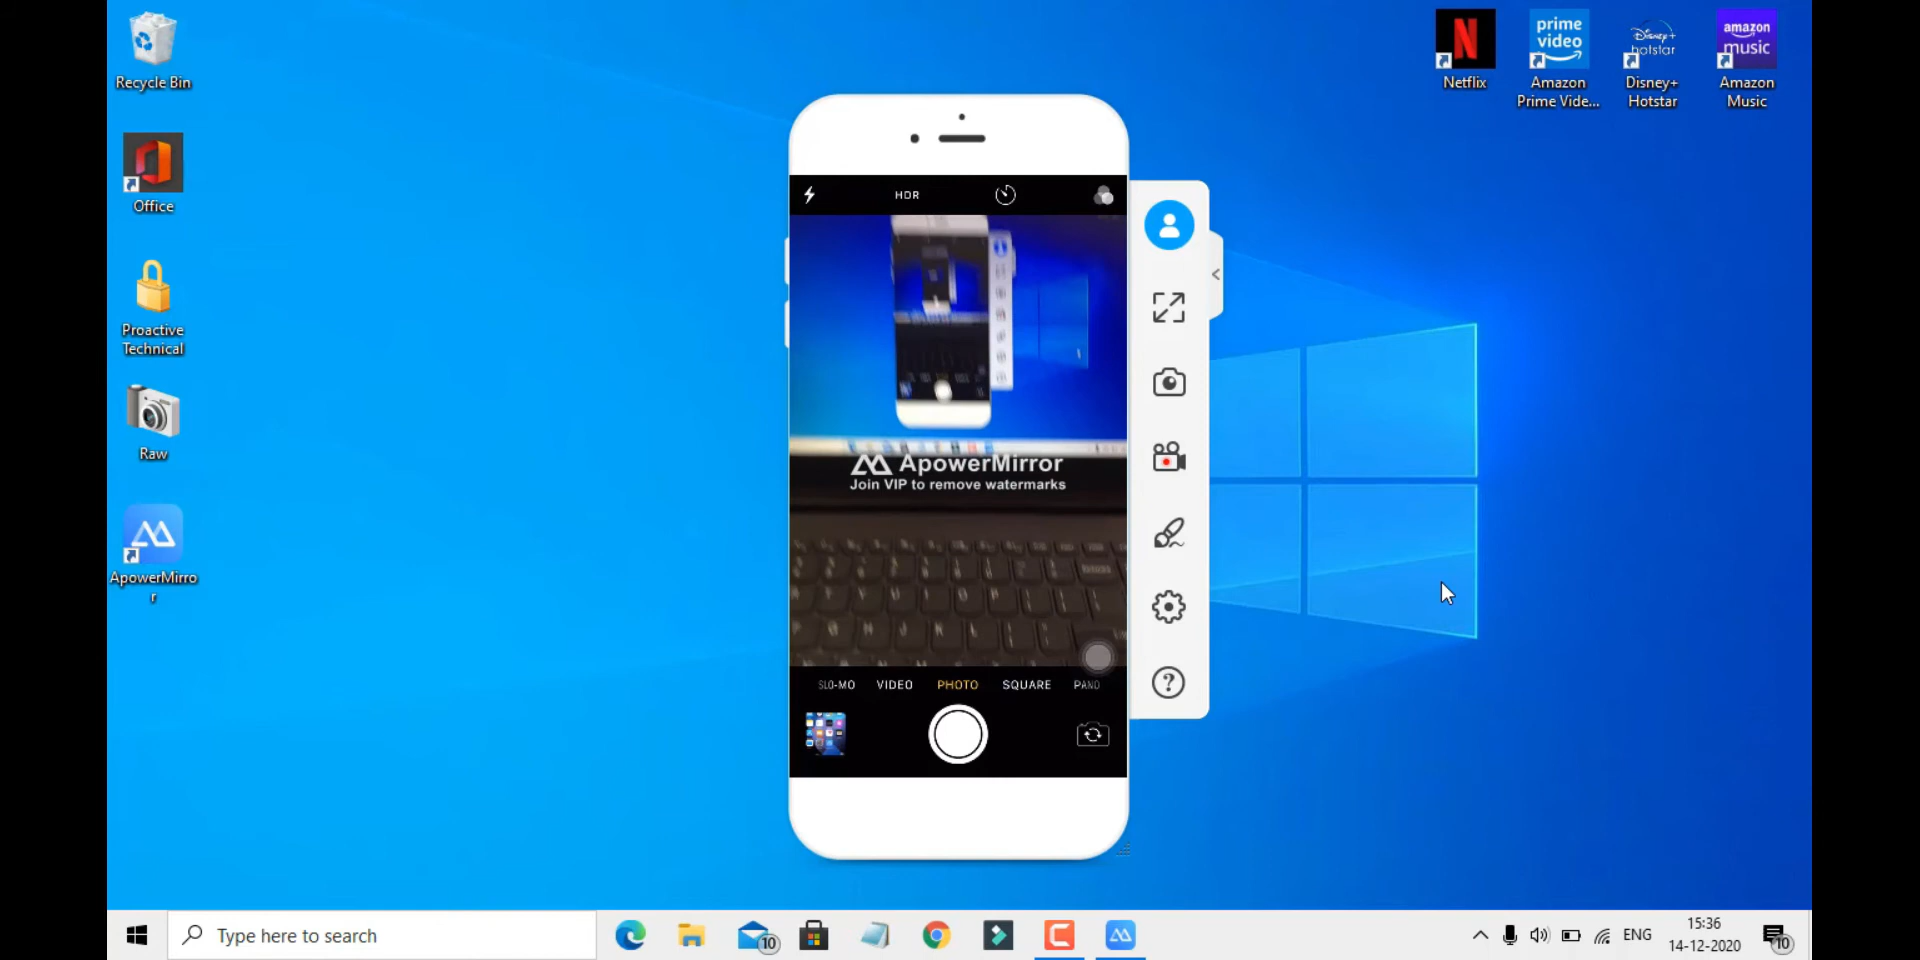 Recycle Bin
Office
Proactive
Technical
Raw
ApowerMirro
r
Netflix
prime
video
Amazon
Prime Vide...
Disney+
hotstar
Disney+
Hotstar
amazon
music
Amazon
Music
HDR
ApowerMirror
Join VIP to remove watermarks
SLO-MO VIDEO PHOTO SQUARE PANO
Type here to search
10
ENG
15:36
14-12-2020
10